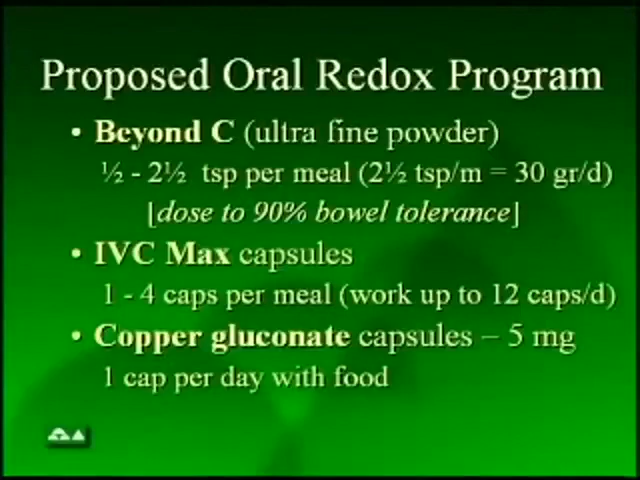 Proposed Oral Redox Program
• Beyond C (ultra fine powder)
½ - 2½ tsp per meal (2½ tsp/m = 30 gr/d)
[dose to 90% bowel tolerance]
• IVC Max capsules
1 - 4 caps per meal (work up to 12 caps/d)
• Copper gluconate capsules – 5 mg
1 cap per day with food